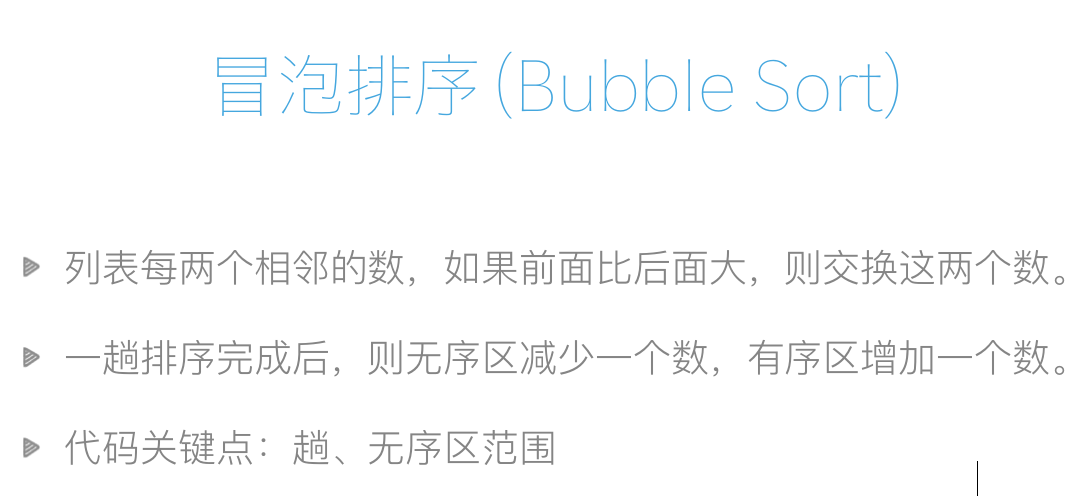 冒泡排序(Bubble Sort)
列表每两个相邻的数，如果前面比后面大，则交换这两个数。
一趟排序完成后，则无序区减少一个数，有序区增加一个数。
代码关键点：趟、无序区范围